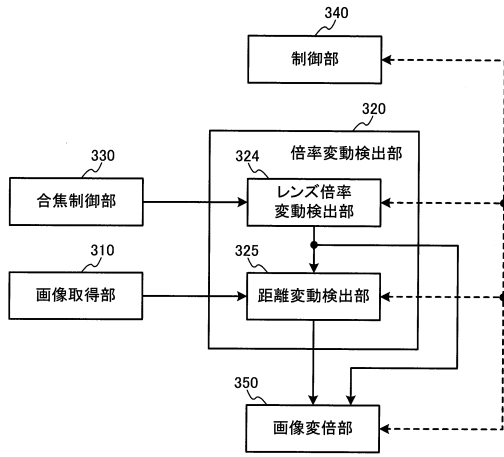 340
制御部
320
倍率変動検出部
330
合焦制御部
324
レンズ倍率
変動検出部
310
画像取得部
325
距離変動検出部
350
画像変倍部